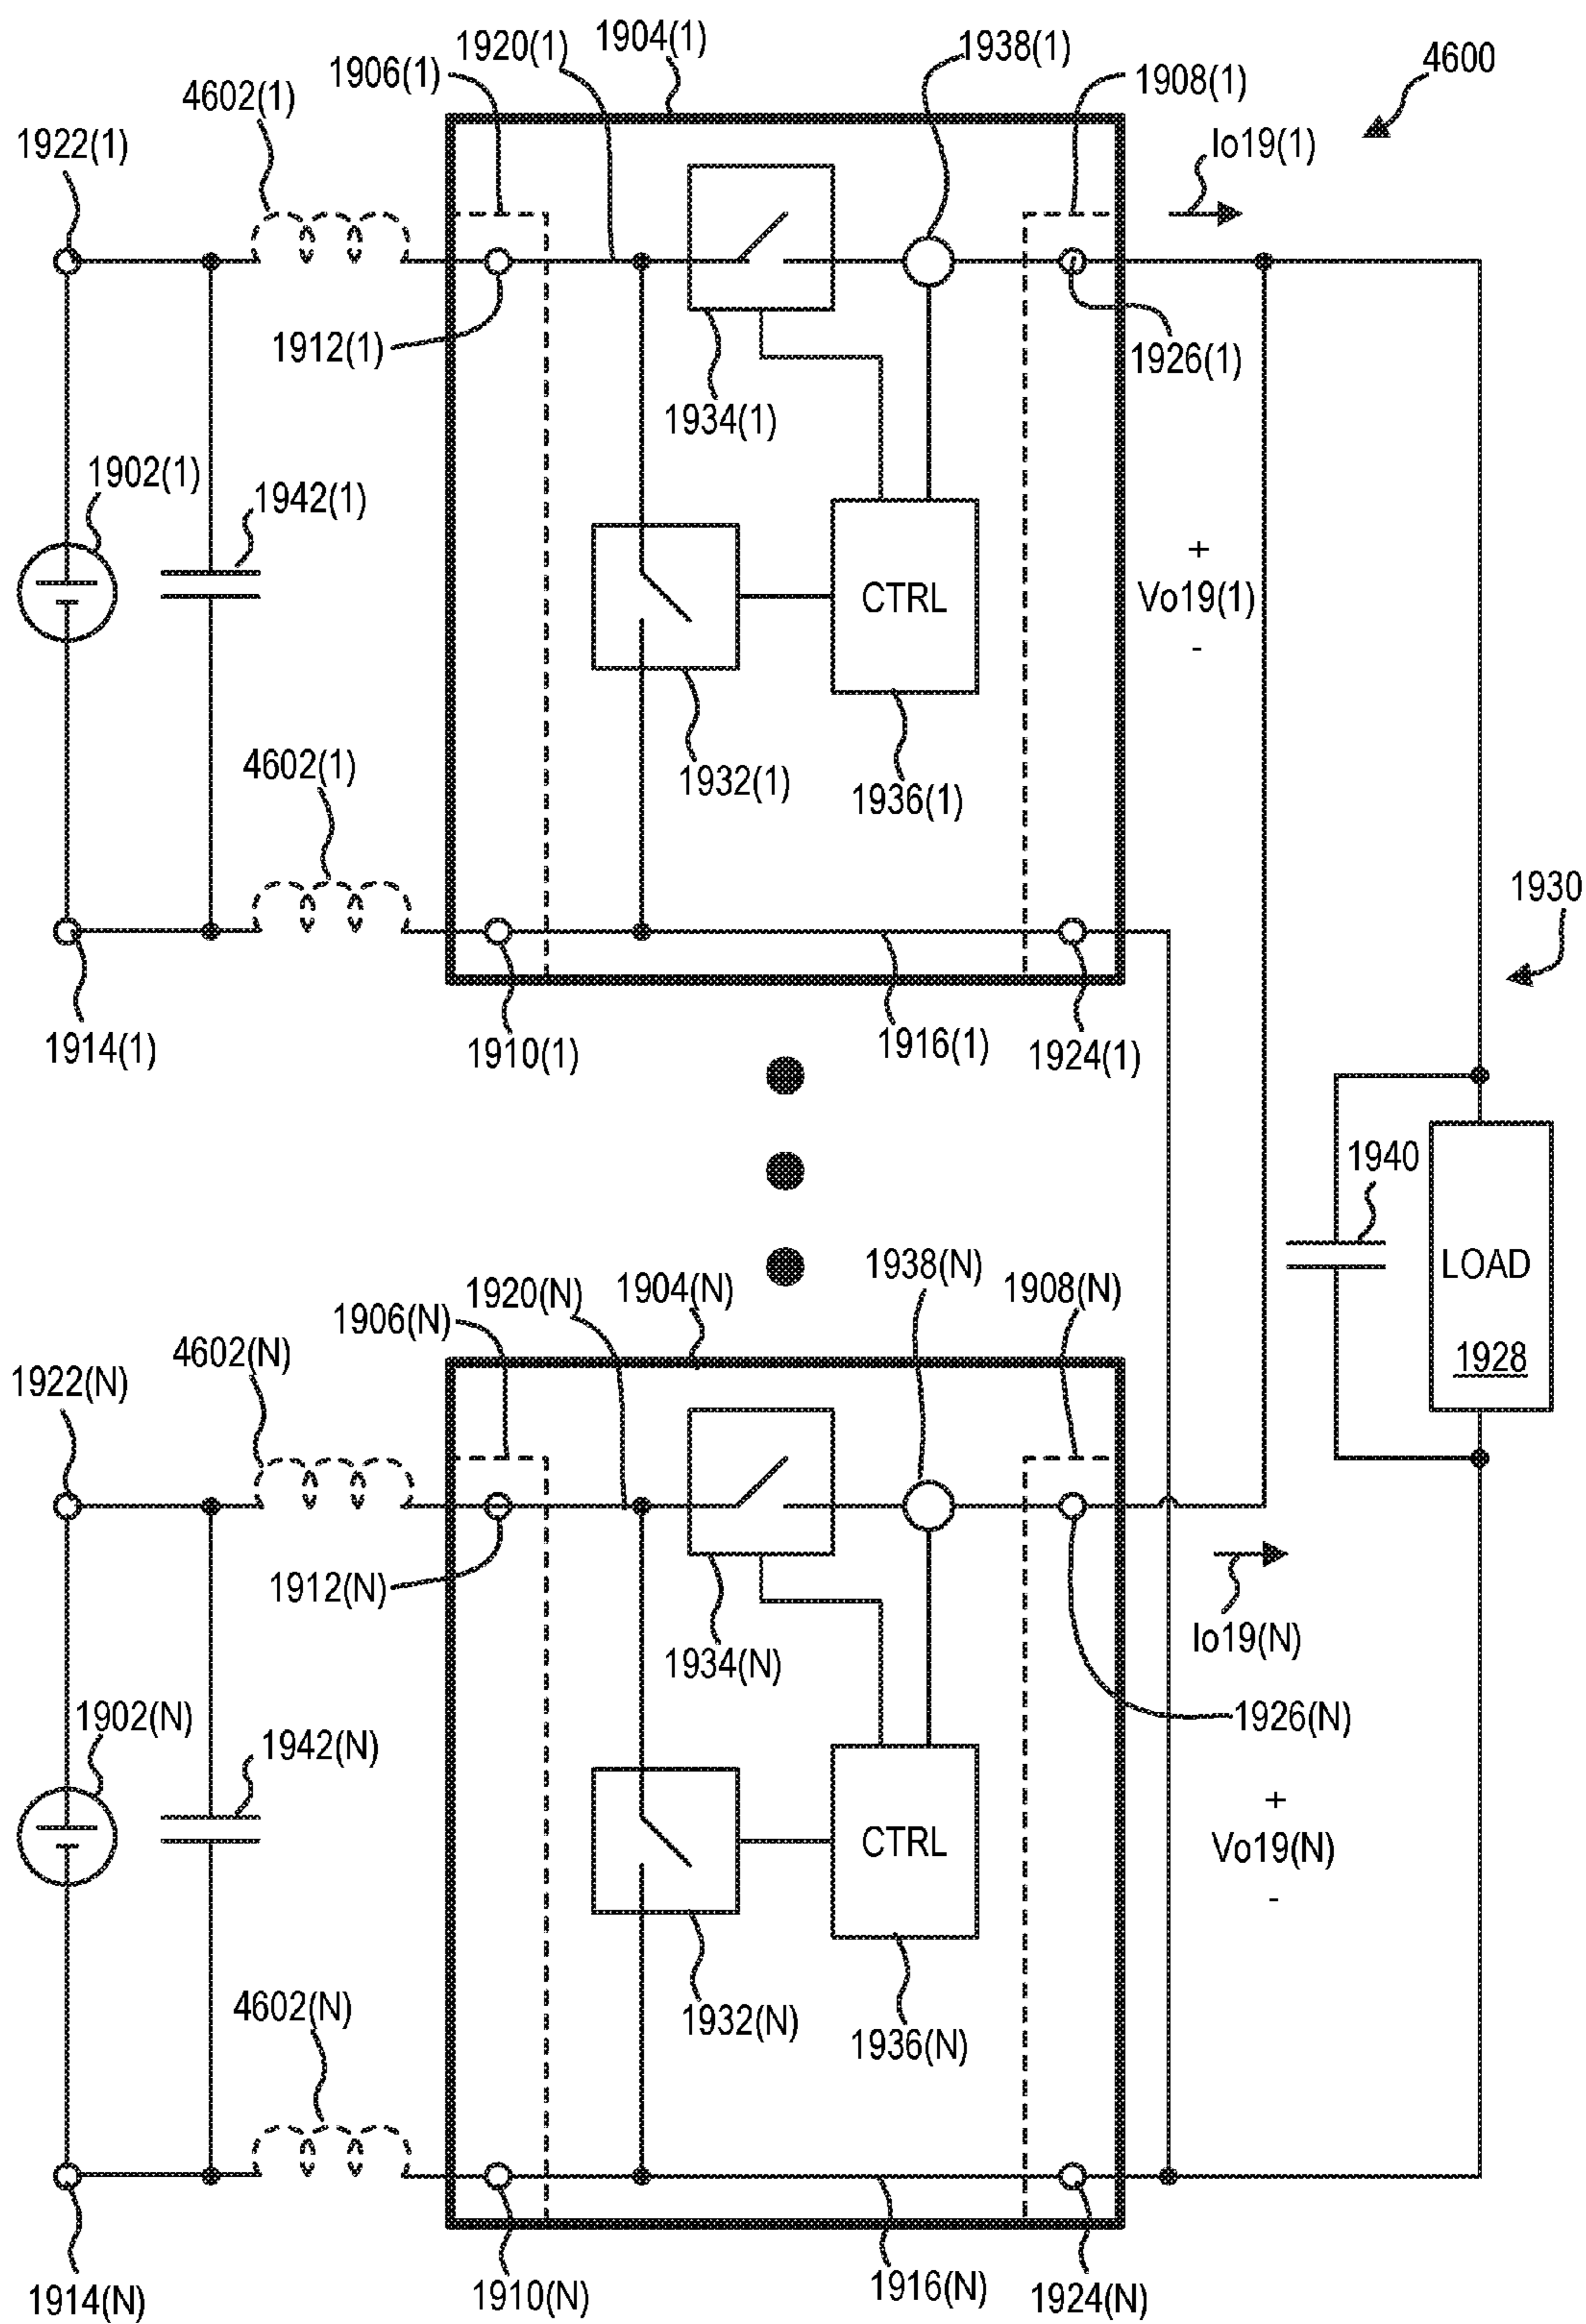 1920(1)
1904(1)
1938(1)
4600
1906(1)
1908(1)
4602(1)
Io19(1)
1922(1)
1912(1)
1926(1)
1934(1)
1902(1)
1942(1)
+
CTRL
Vo19(1)
-
4602(1)
1932(1)
1936(1)
1930
1914(1)
1910(1)
1916(1)
1924(1)
1940
1938(N)
LOAD
1920(N)
1904(N)
1908(N)
1906(N)
4602(N)
1928
1922(N)
1912(N)
Io19(N)
1934(N)
1902(N)
1926(N)
1942(N)
+
CTRL
Vo19(N)
-
4602(N)
1932(N)
1936(N)
1914(N)
1910(N)
1916(N)
1924(N)